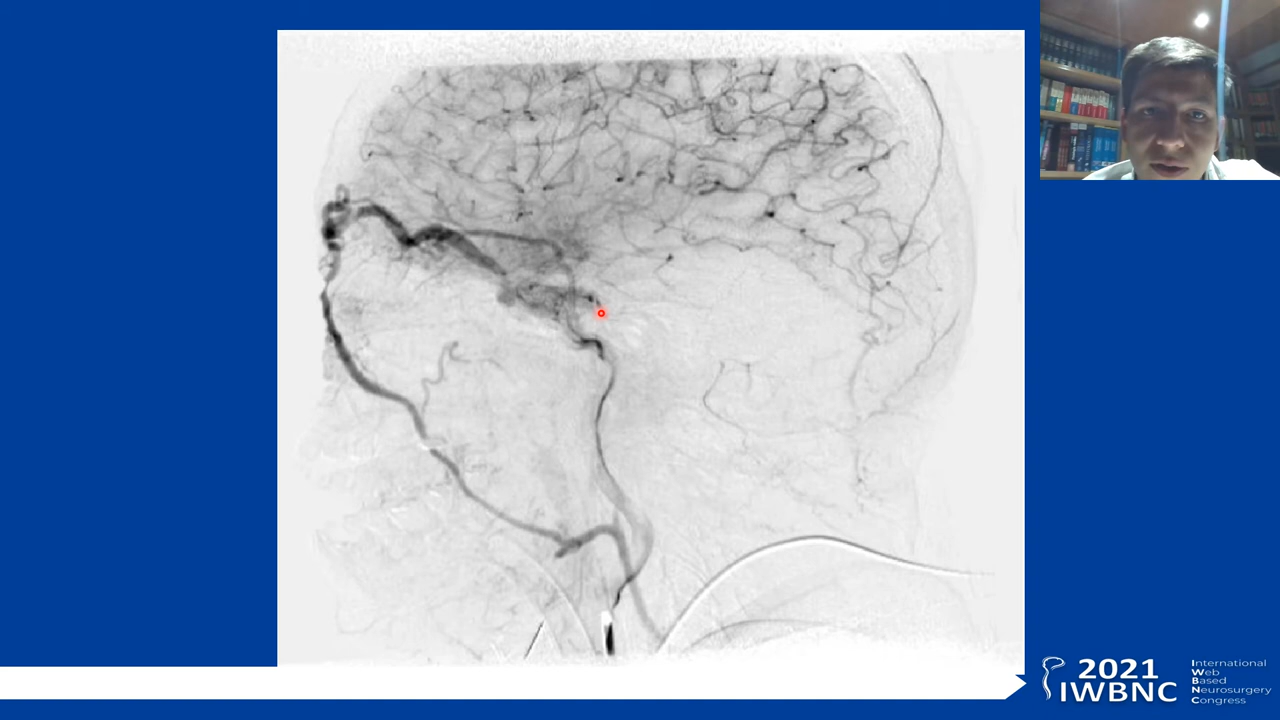 2021
IWBNC
International
Web
Based
Neurosurgery
Congress